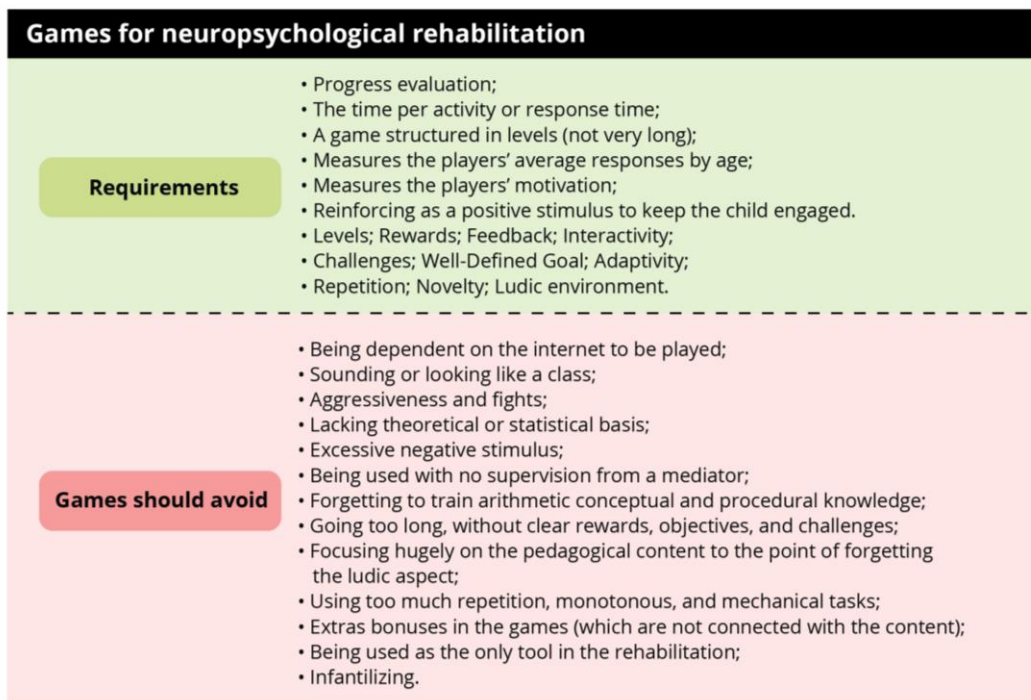 Games for neuropsychological rehabilitation
Requirements
• Progress evaluation;
• The time per activity or response time;
• A game structured in levels (not very long);
• Measures the players’ average responses by age;
• Measures the players’ motivation;
• Reinforcing as a positive stimulus to keep the child engaged.
• Levels; Rewards; Feedback; Interactivity;
• Challenges; Well-Defined Goal; Adaptivity;
• Repetition; Novelty; Ludic environment.
Games should avoid
• Being dependent on the internet to be played;
• Sounding or looking like a class;
• Aggressiveness and fights;
• Lacking theoretical or statistical basis;
• Excessive negative stimulus;
• Being used with no supervision from a mediator;
• Forgetting to train arithmetic conceptual and procedural knowledge;
• Going too long, without clear rewards, objectives, and challenges;
• Focusing hugely on the pedagogical content to the point of forgetting
the ludic aspect;
• Using too much repetition, monotonous, and mechanical tasks;
• Extras bonuses in the games (which are not connected with the content);
• Being used as the only tool in the rehabilitation;
• Infantilizing.